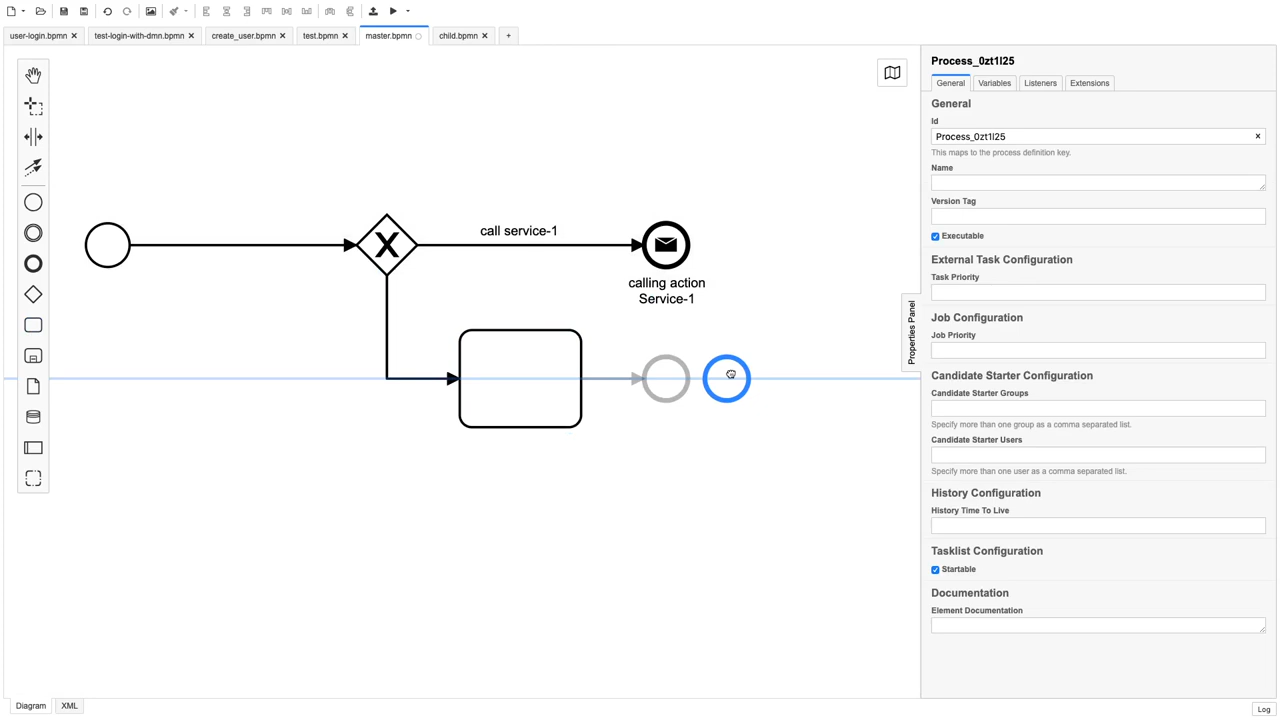 user-login.bpmn
test-login-with-dmn.bpmn
create_user.bpmn
test.bpmn
master.bpmn
child.bpmn
+
Process_0zt1l25
General
Variables
Listeners
Extensions
General
Id
Process_0zt1l25
This maps to the process definition key.
Name
Version Tag
Executable
External Task Configuration
Task Priority
Job Configuration
Job Priority
Candidate Starter Configuration
Candidate Starter Groups
Specify more than one group as a comma separated list.
Candidate Starter Users
Specify more than one user as a comma separated list.
History Configuration
History Time To Live
Tasklist Configuration
Startable
Documentation
Element Documentation
Properties Panel
call service-1
X
calling action
Service-1
Diagram
XML
Log